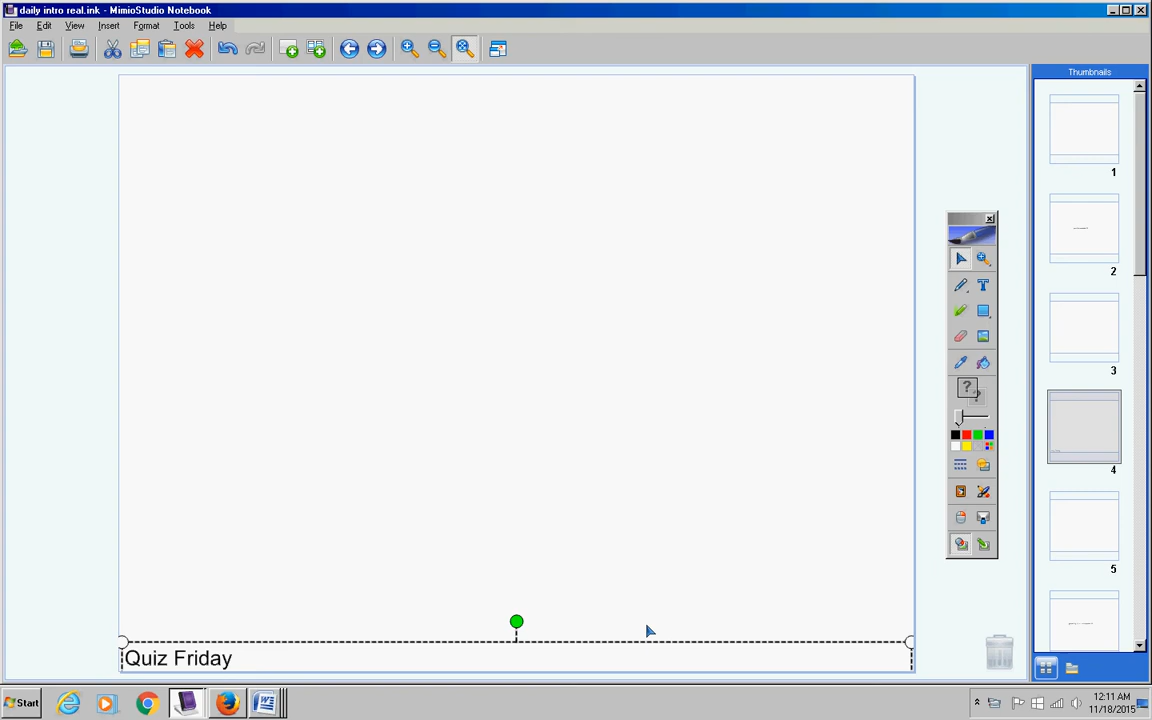 daily intro real.ink - MimioStudio Notebook
File Edit View Insert Format Tools Help
Thumbnails
1
2
3
4
5
Quiz Friday
Start
12:11 AM
11/18/2015